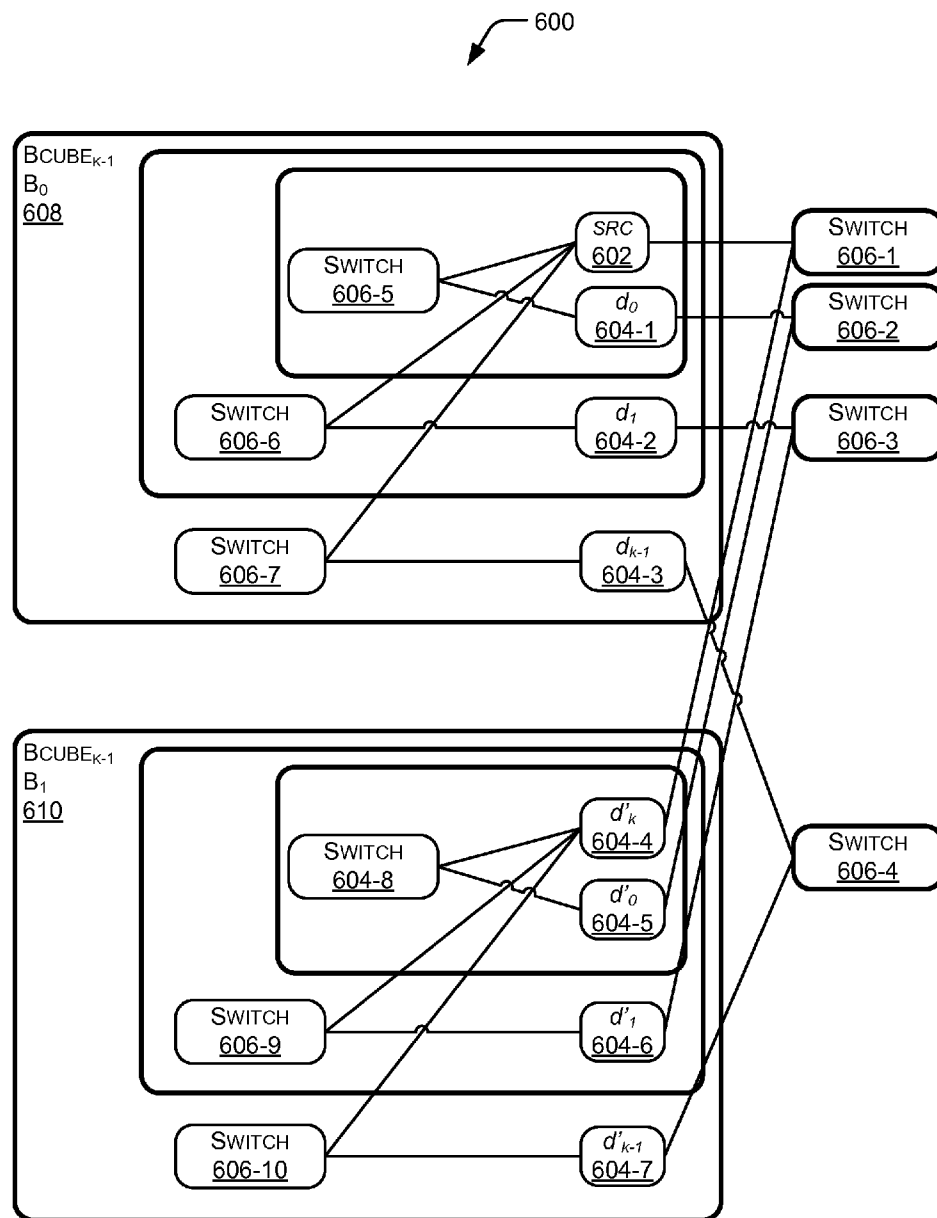 600
BCUBEK-1
B0
608
SRC
602
SWITCH
606-1
SWITCH
606-5
d0
604-1
SWITCH
606-2
SWITCH
606-6
d1
604-2
SWITCH
606-3
SWITCH
606-7
dk-1
604-3
BCUBEK-1
B1
610
d'k
604-4
SWITCH
604-8
d'0
604-5
SWITCH
606-4
SWITCH
606-9
d'1
604-6
SWITCH
606-10
d'k-1
604-7